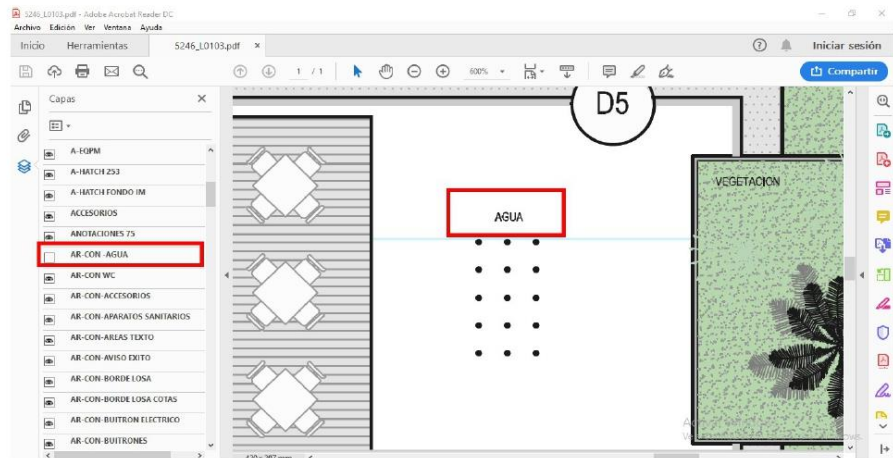 5246_L0103.pdf - Adobe Acrobat Reader DC
Archivo Edición Ver Ventana Ayuda
Inicio Herramientas 5246_L0103.pdf × Iniciar sesión
1 / 1 600% Compartir
Capas ×
A-EQPM
A-HATCH 253
A-HATCH FONDO IM
ACCESORIOS
ANOTACIONES 75
AR-CON -AGUA
AR-CON WC
AR-CON-ACCESORIOS
AR-CON-APARATOS SANITARIOS
AR-CON-AREAS TEXTO
AR-CON-AVISO EXITO
AR-CON-BORDE LOSA
AR-CON-BORDE LOSA COTAS
AR-CON-BUITRON ELECTRICO
AR-CON-BUITRONES
D5
VEGETACION
AGUA